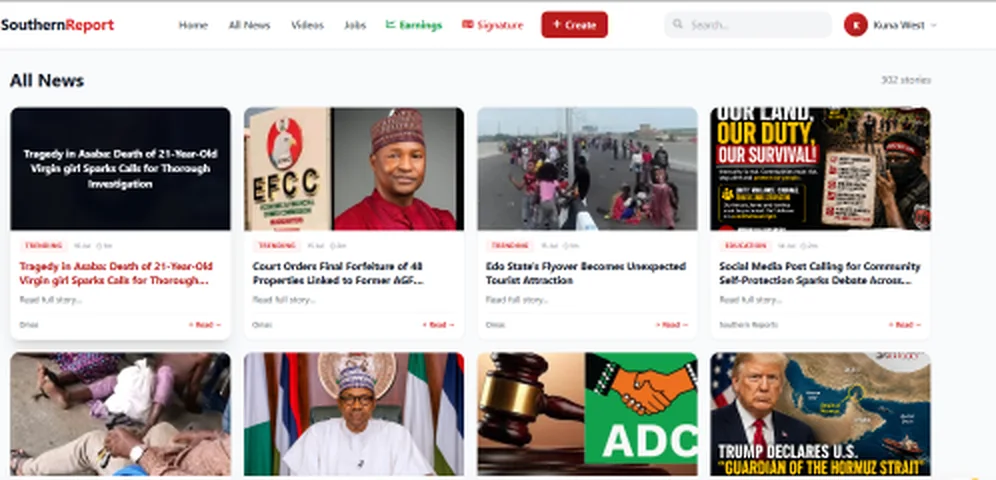 SouthernReport
Home
All News
Videos
Jobs
Earnings
Signature
+ Create
Search...
K
Kuna West
All News
302 stories
Tragedy in Asaba: Death of 21-Year-Old
Virgin girl Sparks Calls for Thorough
Investigation
TRENDING
Tragedy in Asaba: Death of 21-Year-Old
Virgin girl Sparks Calls for Thorough...
Read full story...
Omas
Read →
EFCC
TRENDING
Court Orders Final Forfeiture of 48
Properties Linked to Former AGF...
Read full story...
Omas
Read →
TRENDING
Edo State's Flyover Becomes Unexpected
Tourist Attraction
Read full story...
Omas
Read →
OUR LAND,
OUR DUTY,
OUR SURVIVAL!
EDUCATION
Social Media Post Calling for Community
Self-Protection Sparks Debate Across...
Read full story...
Southern Reports
Read →
ADC
TRUMP DECLARES U.S.
"GUARDIAN OF THE HORMUZ STRAIT"